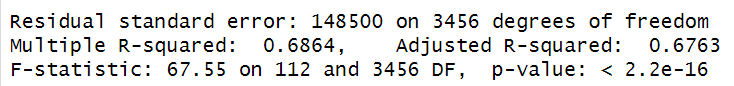 Residual standard error: 148500 on 3456 degrees of freedom
Multiple R-squared:  0.6864,    Adjusted R-squared:  0.6763
F-statistic: 67.55 on 112 and 3456 DF,  p-value: < 2.2e-16